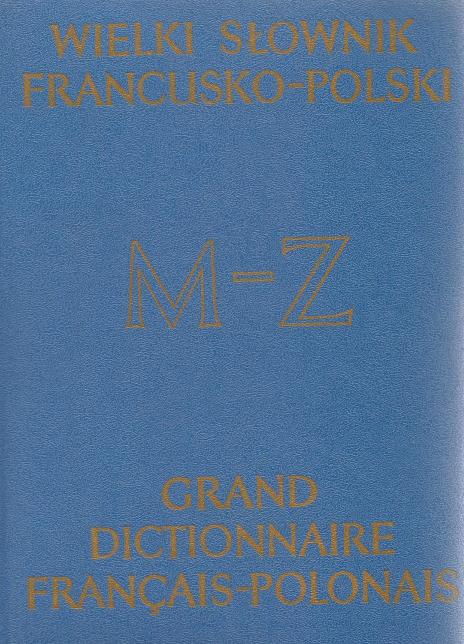 WIELKI SŁOWNIK
FRANCUSKO-POLSKI
M-Z
GRAND
DICTIONNAIRE
FRANÇAIS-POLONAIS